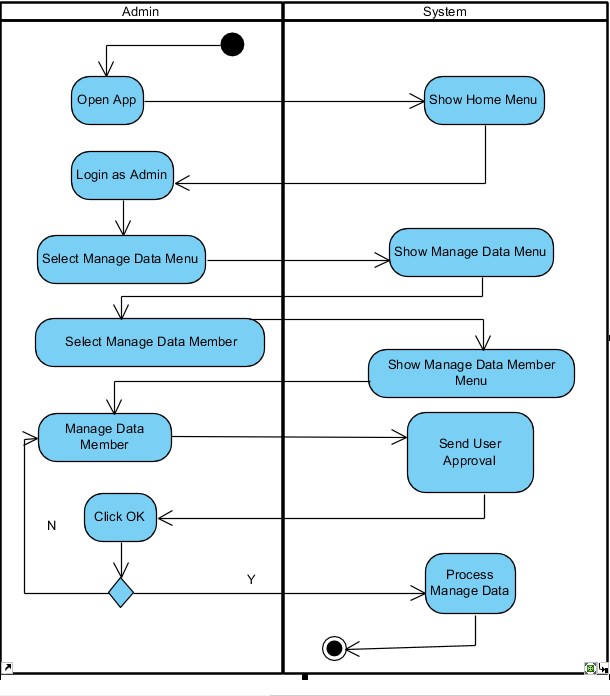 Admin
System
Open App
Show Home Menu
Login as Admin
Select Manage Data Menu
Show Manage Data Menu
Select Manage Data Member
Show Manage Data Member
Menu
Manage Data
Member
Send User
Approval
Click OK
N
Y
Process
Manage Data